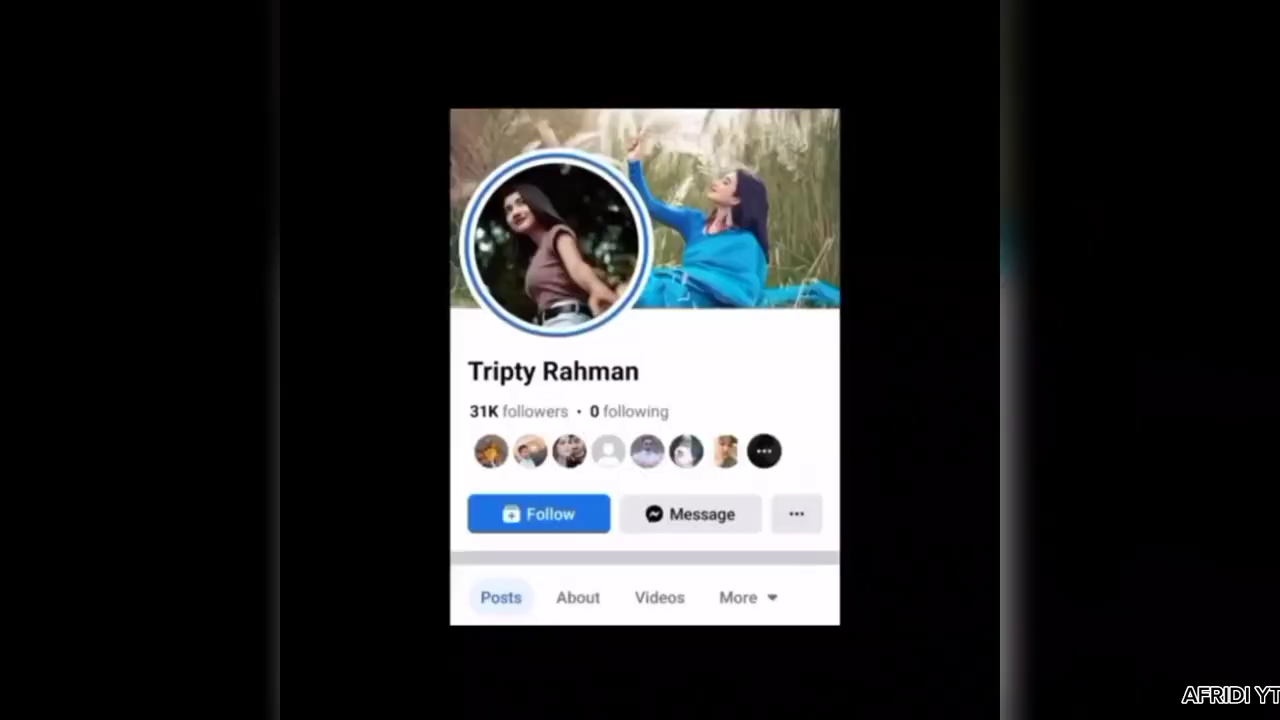 Tripty Rahman
31K followers • 0 following
Follow
Message
Posts About Videos More
AFRIDI YT